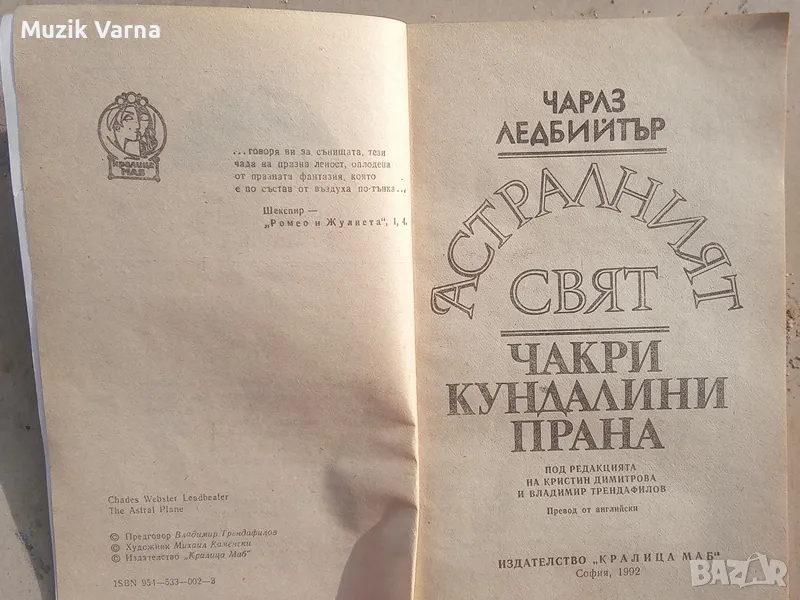 Muzik Varna
КРАЛИЦА
МАБ
...говоря ви за сънищата, тези
чада на празна леност, оплодена
от празната фантазия, която
е по състав от въздуха по-тънка...
Шекспир —
„Ромео и Жулиета", I, 4.
Chades Webster Leadbeater
The Astral Plane
© Предговор Владимир Трендафилов
© Художник Михаил Каменски
© Издателство „Кралица Маб"
ISBN 954—533—002—3
ЧАРЛЗ
ЛЕДБИЙТЪР
АСТРАЛНИЯТ
СВЯТ
ЧАКРИ
КУНДАЛИНИ
ПРАНА
ПОД РЕДАКЦИЯТА
НА КРИСТИН ДИМИТРОВА
И ВЛАДИМИР ТРЕНДАФИЛОВ
Превод от английски
ИЗДАТЕЛСТВО „КРАЛИЦА МАБ"
София, 1992
BAZAR.BG